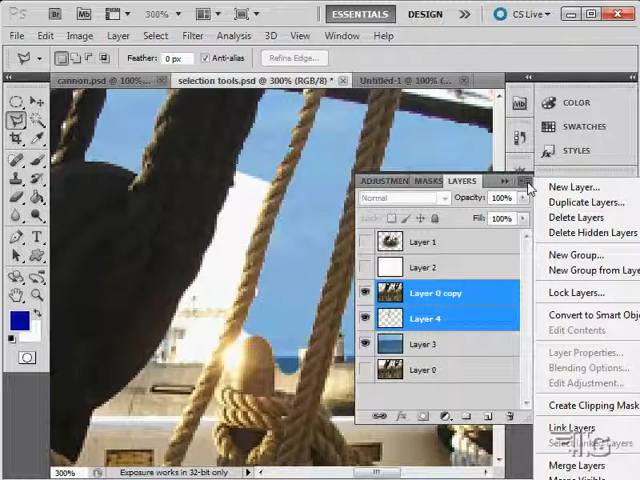 Ps 300% ESSENTIALS DESIGN CS Live
File Edit Image Layer Select Filter Analysis 3D View Window Help
Feather: 0 px Anti-alias Refine Edge...
cannon.psd @ 100%... selection tools.psd @ 300% (RGB/8) * Untitled-1 @ 100% (...
Mb COLOR
SWATCHES
STYLES
ADJUSTMEN MASKS LAYERS
Normal Opacity: 100%
Lock: Fill: 100%
Layer 1
Layer 2
Layer 0 copy
Layer 4
Layer 3
Layer 0
New Layer...
Duplicate Layers...
Delete Layers
Delete Hidden Layers
New Group...
New Group from Laye
Lock Layers...
Convert to Smart Obj
Edit Contents
Layer Properties...
Blending Options...
Edit Adjustment...
Create Clipping Mask
Link Layers
Select Linked Layers
Merge Layers
300% Exposure works in 32-bit only